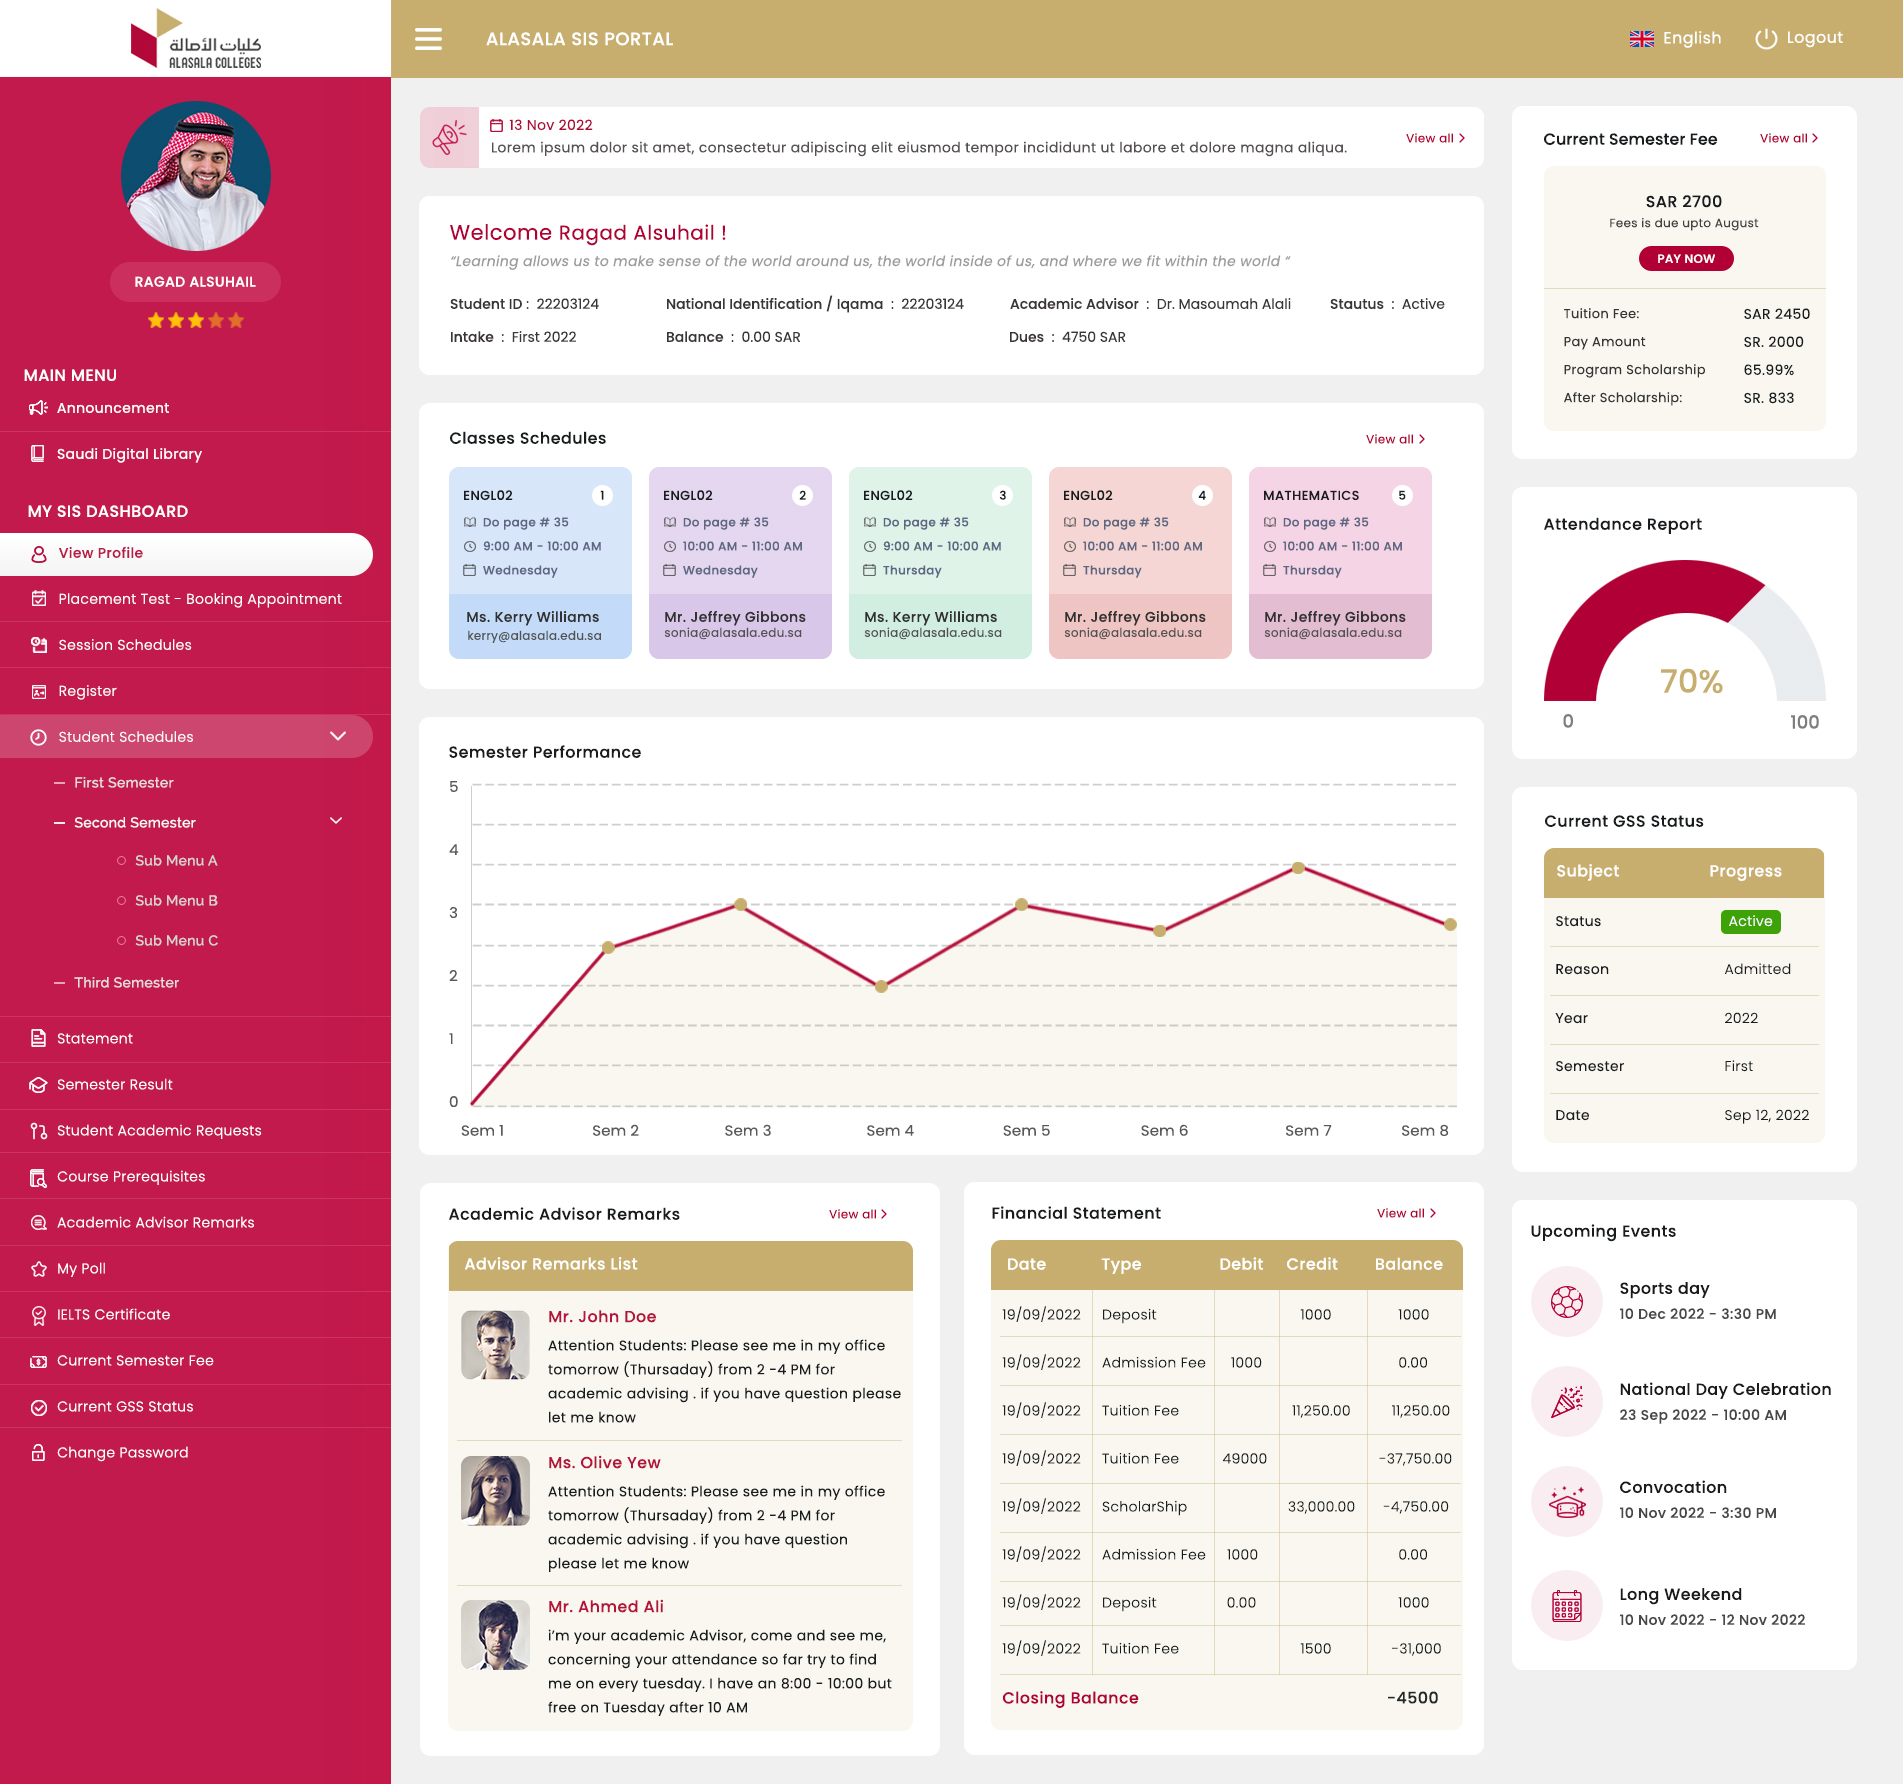 كليات الأصالة
ALASALA COLLEGES
RAGAD ALSUHAIL
MAIN MENU
Announcement
Saudi Digital Library
MY SIS DASHBOARD
View Profile
Placement Test - Booking Appointment
Session Schedules
Register
Student Schedules
First Semester
Second Semester
Sub Menu A
Sub Menu B
Sub Menu C
Third Semester
Statement
Semester Result
Student Academic Requests
Course Prerequisites
Academic Advisor Remarks
My Poll
IELTS Certificate
Current Semester Fee
Current GSS Status
Change Password
ALASALA SIS PORTAL
English
Logout
13 Nov 2022
Lorem ipsum dolor sit amet, consectetur adipiscing elit eiusmod tempor incididunt ut labore et dolore magna aliqua.
View all >
Welcome Ragad Alsuhail !
“Learning allows us to make sense of the world around us, the world inside of us, and where we fit within the world “
Student ID : 22203124 National Identification / Iqama : 22203124 Academic Advisor : Dr. Masoumah Alali Stautus : Active
Intake : First 2022 Balance : 0.00 SAR Dues : 4750 SAR
Classes Schedules
View all >
ENGL02 1
Do page # 35
9:00 AM - 10:00 AM
Wednesday
Ms. Kerry Williams
kerry@alasala.edu.sa
ENGL02 2
Do page # 35
10:00 AM - 11:00 AM
Wednesday
Mr. Jeffrey Gibbons
sonia@alasala.edu.sa
ENGL02 3
Do page # 35
9:00 AM - 10:00 AM
Thursday
Ms. Kerry Williams
sonia@alasala.edu.sa
ENGL02 4
Do page # 35
10:00 AM - 11:00 AM
Thursday
Mr. Jeffrey Gibbons
sonia@alasala.edu.sa
MATHEMATICS 5
Do page # 35
10:00 AM - 11:00 AM
Thursday
Mr. Jeffrey Gibbons
sonia@alasala.edu.sa
Semester Performance
5
4
3
2
1
0
Sem 1 Sem 2 Sem 3 Sem 4 Sem 5 Sem 6 Sem 7 Sem 8
Academic Advisor Remarks
View all >
Advisor Remarks List
Mr. John Doe
Attention Students: Please see me in my office
tomorrow (Thursaday) from 2 -4 PM for
academic advising . if you have question please
let me know
Ms. Olive Yew
Attention Students: Please see me in my office
tomorrow (Thursaday) from 2 -4 PM for
academic advising . if you have question
please let me know
Mr. Ahmed Ali
i'm your academic Advisor, come and see me,
concerning your attendance so far try to find
me on every tuesday. I have an 8:00 - 10:00 but
free on Tuesday after 10 AM
Financial Statement
View all >
Date Type Debit Credit Balance
19/09/2022 Deposit 1000 1000
19/09/2022 Admission Fee 1000 0.00
19/09/2022 Tuition Fee 11,250.00 11,250.00
19/09/2022 Tuition Fee 49000 -37,750.00
19/09/2022 ScholarShip 33,000.00 -4,750.00
19/09/2022 Admission Fee 1000 0.00
19/09/2022 Deposit 0.00 1000
19/09/2022 Tuition Fee 1500 -31,000
Closing Balance -4500
Current Semester Fee
View all >
SAR 2700
Fees is due upto August
PAY NOW
Tuition Fee: SAR 2450
Pay Amount SR. 2000
Program Scholarship 65.99%
After Scholarship: SR. 833
Attendance Report
70%
0 100
Current GSS Status
Subject Progress
Status Active
Reason Admitted
Year 2022
Semester First
Date Sep 12, 2022
Upcoming Events
Sports day
10 Dec 2022 - 3:30 PM
National Day Celebration
23 Sep 2022 - 10:00 AM
Convocation
10 Nov 2022 - 3:30 PM
Long Weekend
10 Nov 2022 - 12 Nov 2022